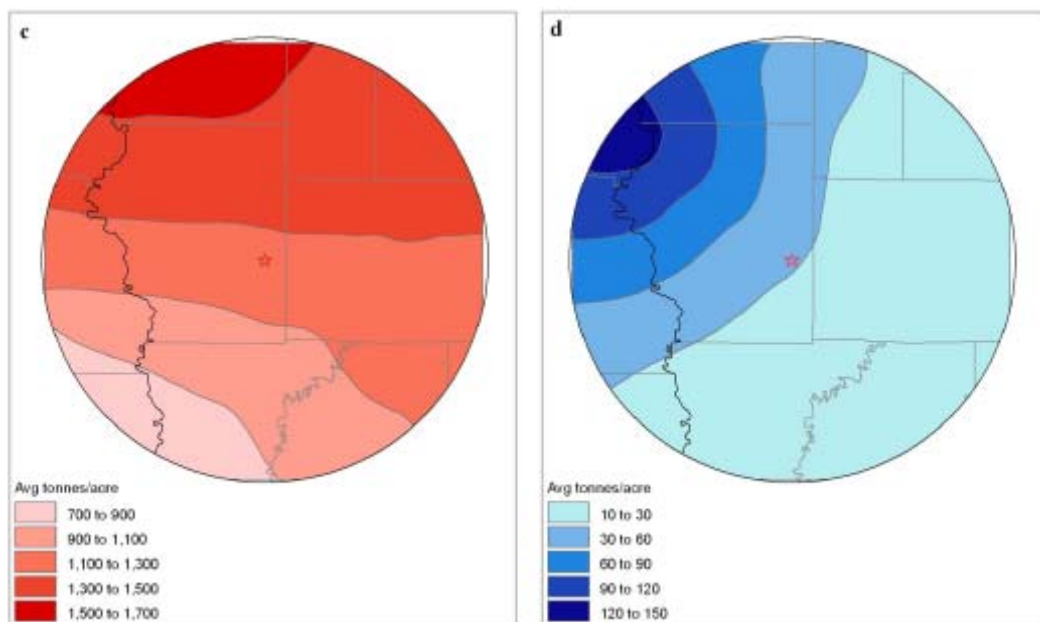 c
Avg tonnes/acre
700 to 900
900 to 1,100
1,100 to 1,300
1,300 to 1,500
1,500 to 1,700
d
Avg tonnes/acre
10 to 30
30 to 60
60 to 90
90 to 120
120 to 150